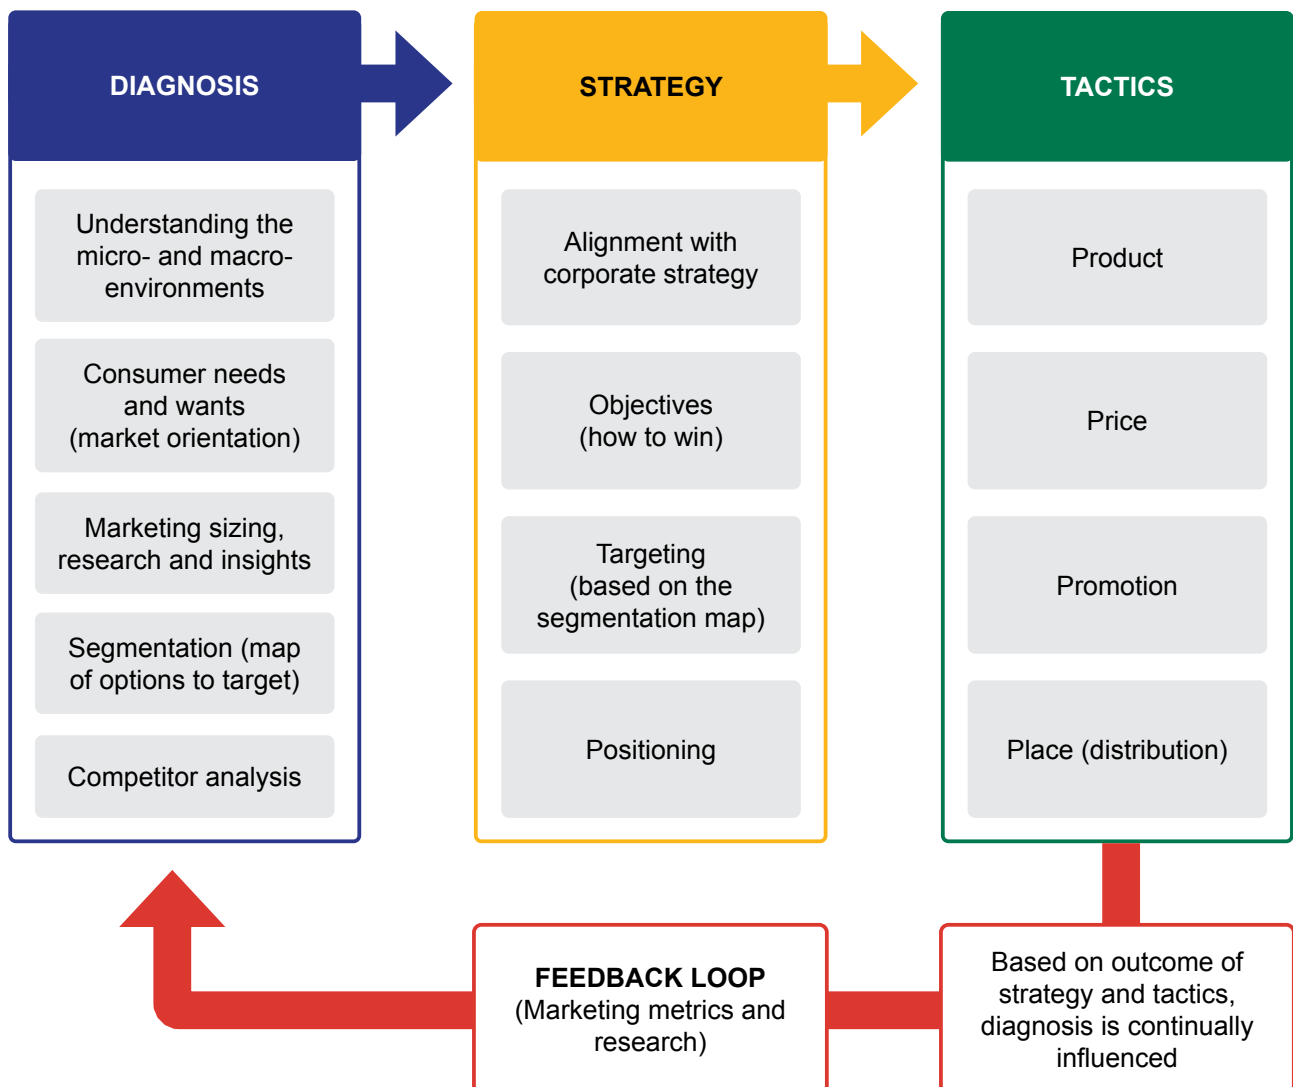 DIAGNOSIS
Understanding the
micro- and macro-
environments
Consumer needs
and wants
(market orientation)
Marketing sizing,
research and insights
Segmentation (map
of options to target)
Competitor analysis
STRATEGY
Alignment with
corporate strategy
Objectives
(how to win)
Targeting
(based on the
segmentation map)
Positioning
TACTICS
Product
Price
Promotion
Place (distribution)
FEEDBACK LOOP
(Marketing metrics and
research)
Based on outcome of
strategy and tactics,
diagnosis is continually
influenced